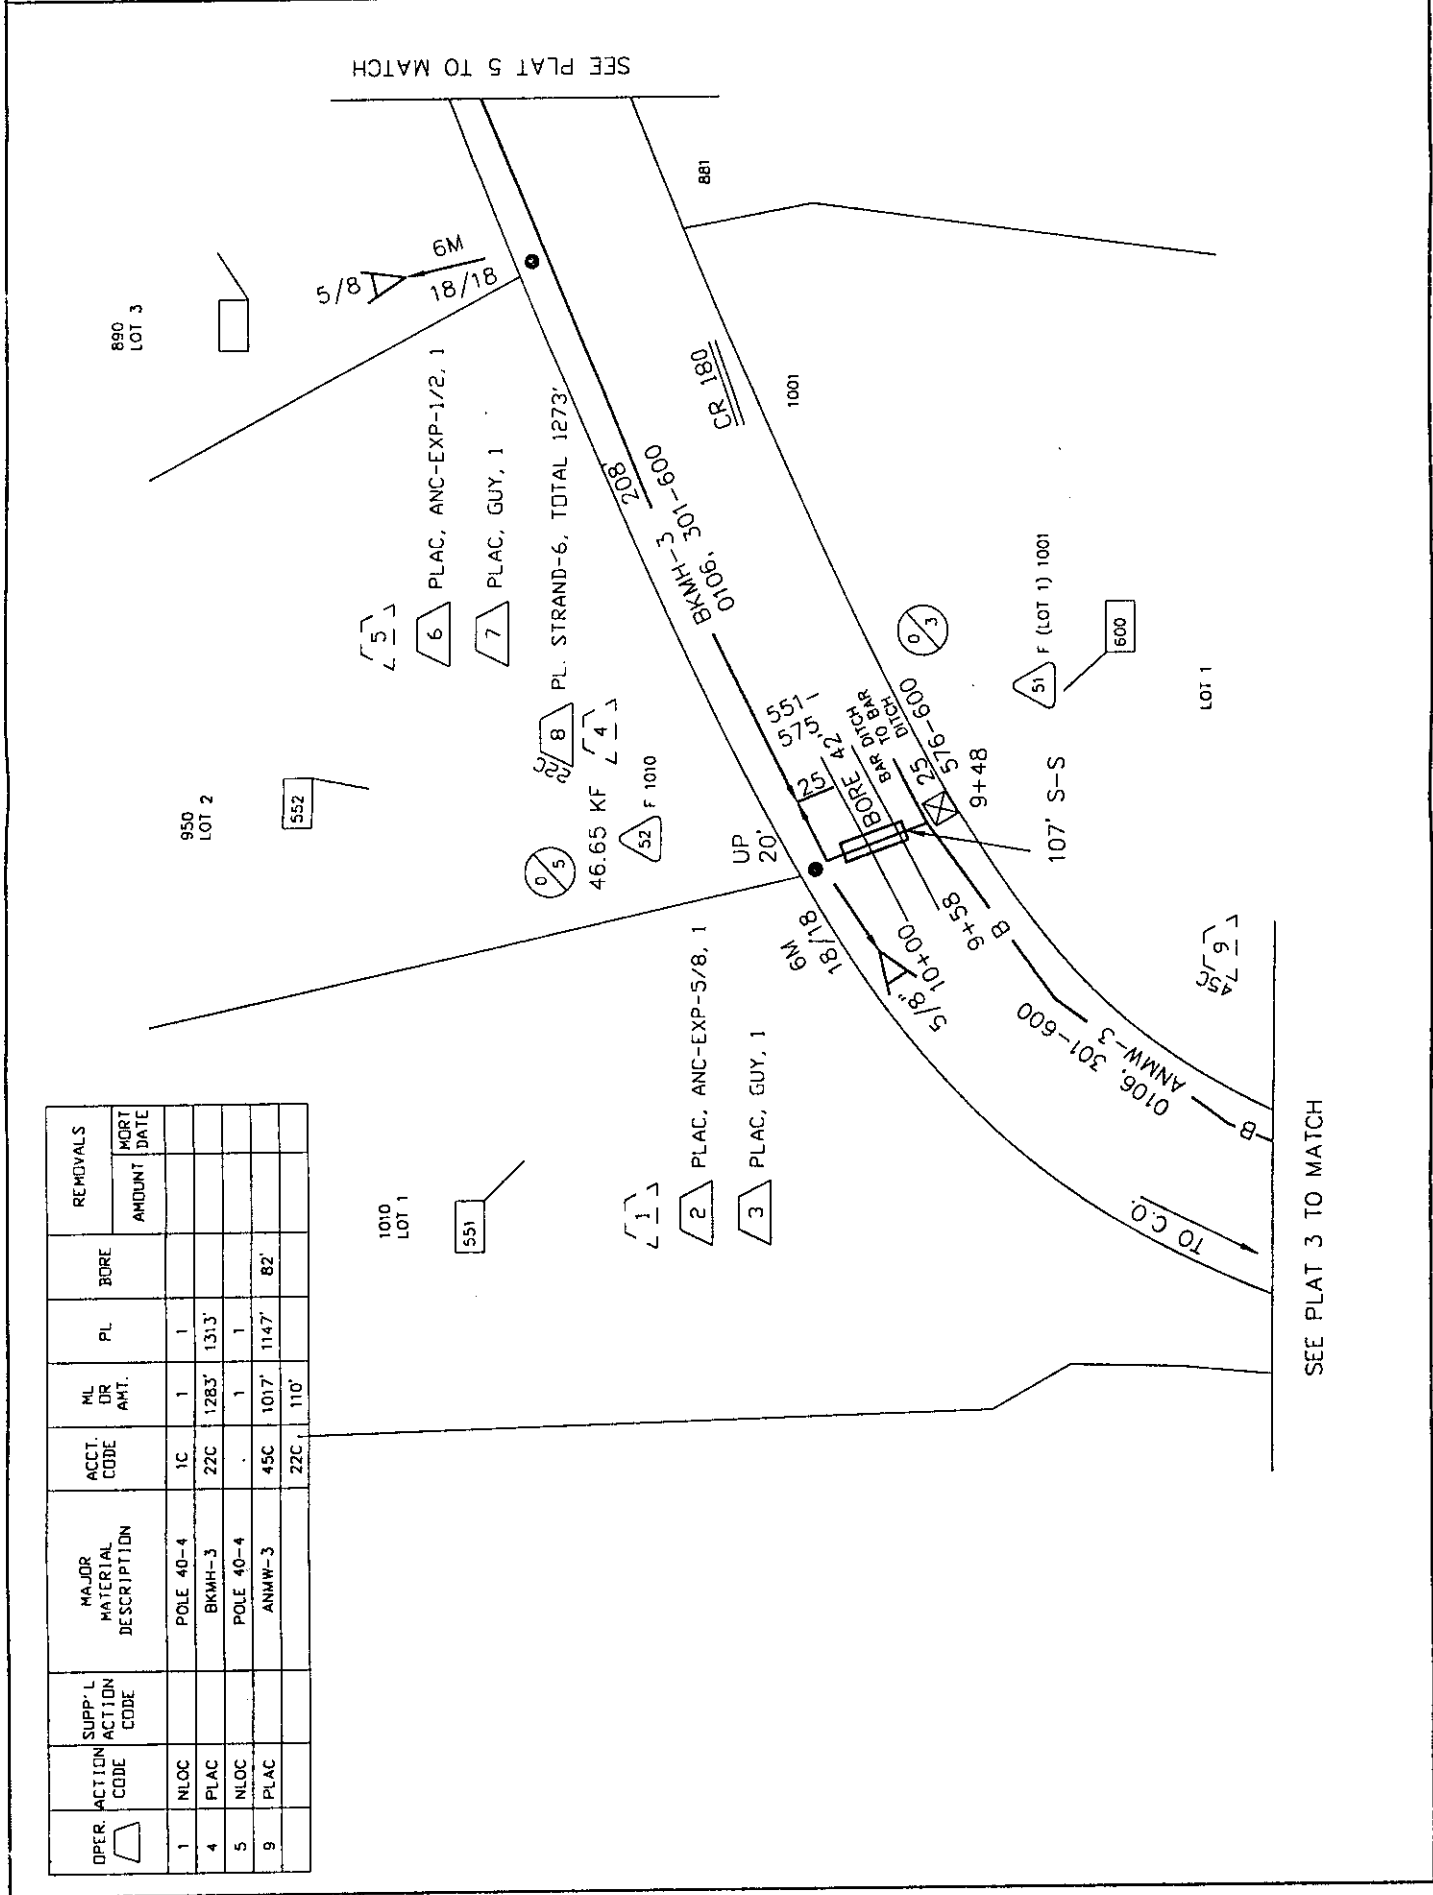 OPER.
ACTION CODE
SUPP'L ACTION CODE
MAJOR MATERIAL DESCRIPTION
ACCT. CODE
ML OR AMT.
PL
BORE
REMOVALS
AMOUNT
MORT DATE
1 NLOC POLE 40-4 1C 1 1
4 PLAC BKMH-3 22C 1283' 1313'
5 NLOC POLE 40-4 1 1
9 PLAC ANMW-3 45C 1017' 1147' 82'
22C 110'
1010
LOT 1
551
950
LOT 2
552
890
LOT 3
1
2 PLAC, ANC-EXP-5/8, 1
3 PLAC, GUY, 1
5
6 PLAC, ANC-EXP-1/2, 1
7 PLAC, GUY, 1
22C 8 PL. STRAND-6, TOTAL 1273'
4
0/5
46.65 KF
52 F 1010
5/8
6M
18/18
208'
BKMH-3
0106, 301-600
CR 180
881
1001
SEE PLAT 5 TO MATCH
UP
20'
6M
18/18
5/8"
551-
575
25
BORE 42'
BAR DITCH
TO BAR
DITCH
10+00
9+58
25
576-600
9+48
107' S-S
0/3
51 F (LOT 1) 1001
600
LOT 1
B
0106, 301-600
ANMW-3
B
45C 9
TO C.O.
SEE PLAT 3 TO MATCH